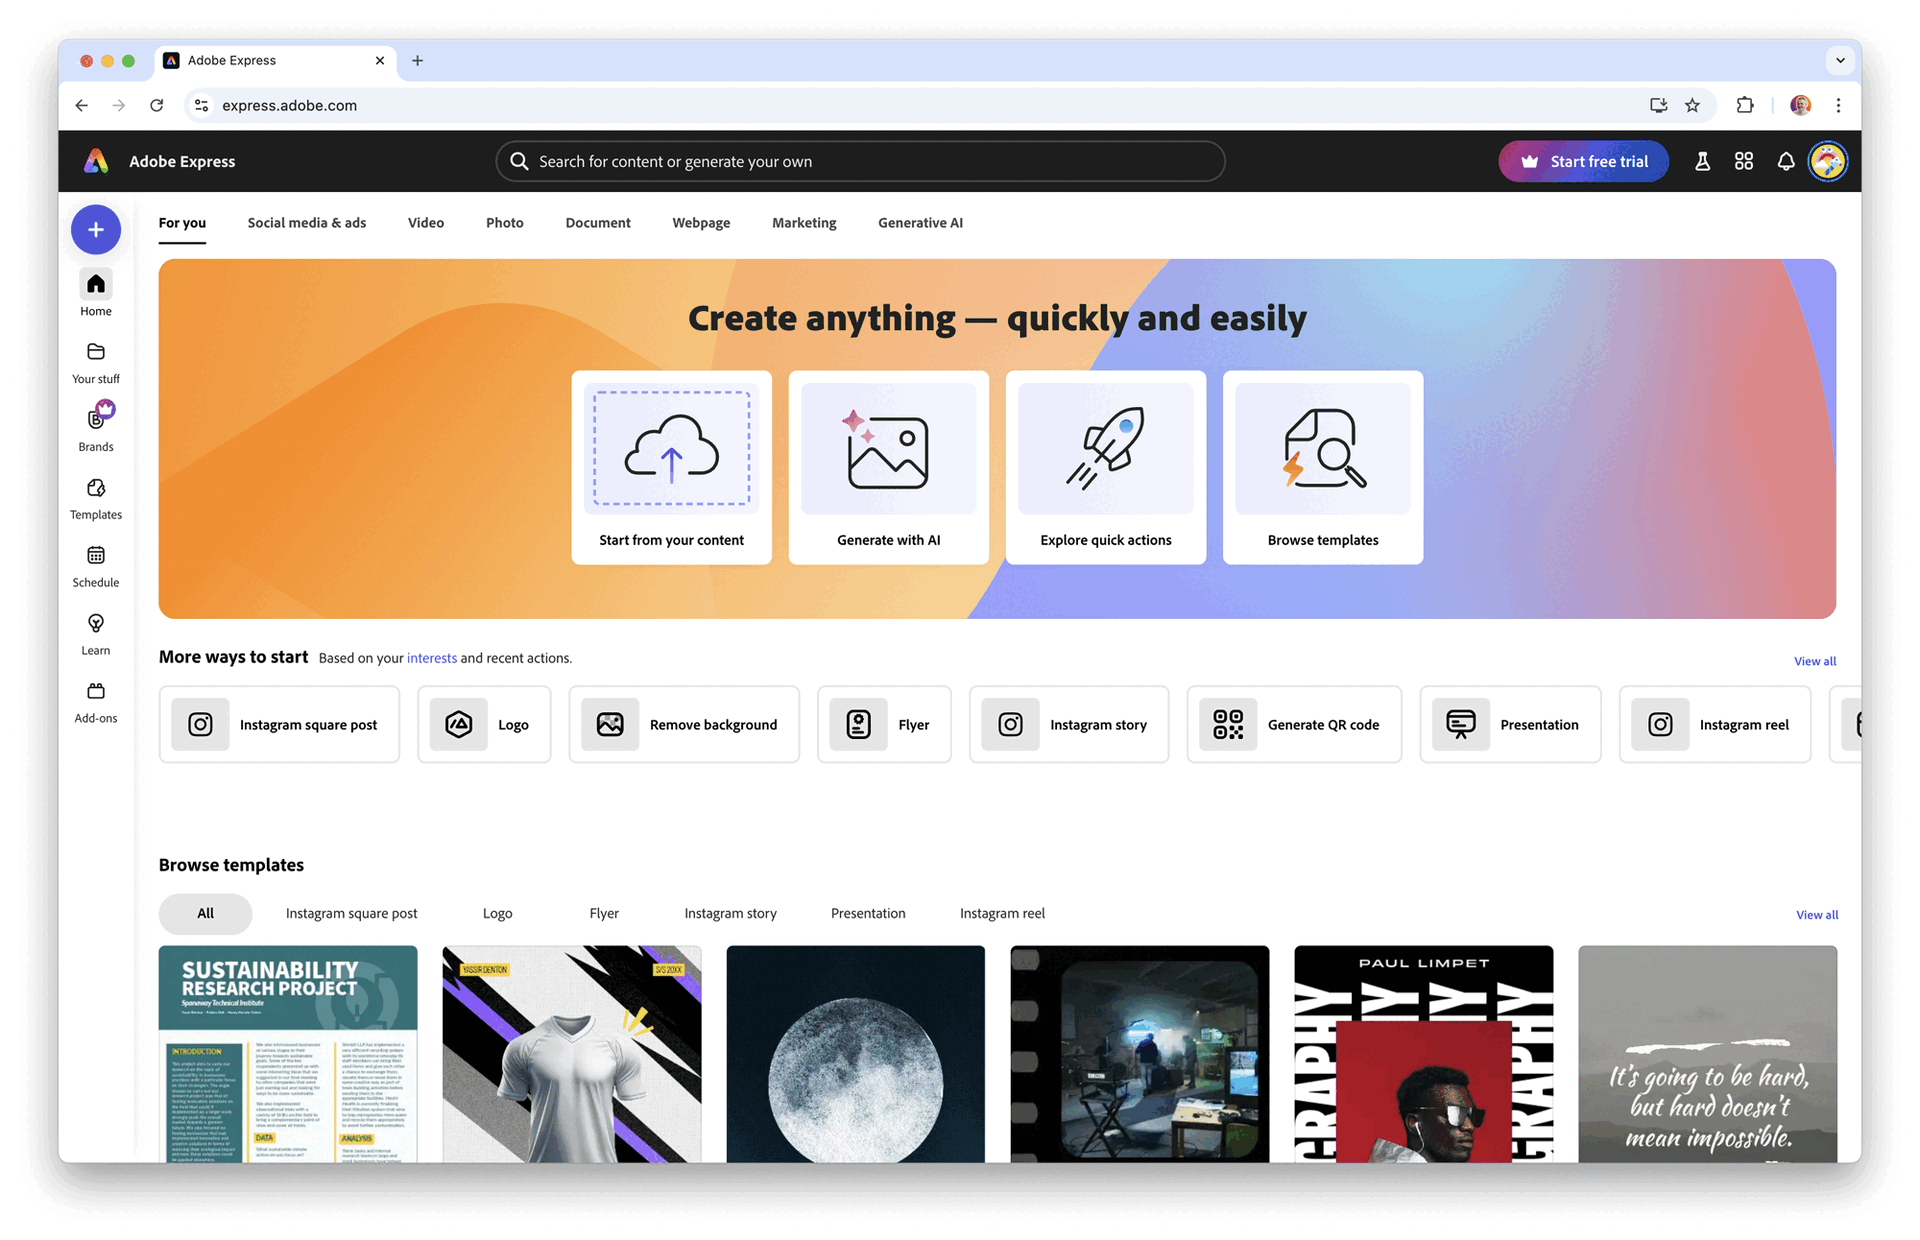 Adobe Express
express.adobe.com
Adobe Express
Search for content or generate your own
Start free trial
For you
Social media & ads
Video
Photo
Document
Webpage
Marketing
Generative AI
Home
Your stuff
Brands
Templates
Schedule
Learn
Add-ons
Create anything — quickly and easily
Start from your content
Generate with AI
Explore quick actions
Browse templates
More ways to start
Based on your interests and recent actions.
View all
Instagram square post
Logo
Remove background
Flyer
Instagram story
Generate QR code
Presentation
Instagram reel
Browse templates
All
Instagram square post
Logo
Flyer
Instagram story
Presentation
Instagram reel
View all
SUSTAINABILITY
RESEARCH PROJECT
Spanaway Technical Institute
INTRODUCTION
DATA
ANALYSIS
YASSIR DENTON
S/S 20XX
PAUL LIMPET
GRAPHY
GRAPHY
It's going to be hard,
but hard doesn't
mean impossible.